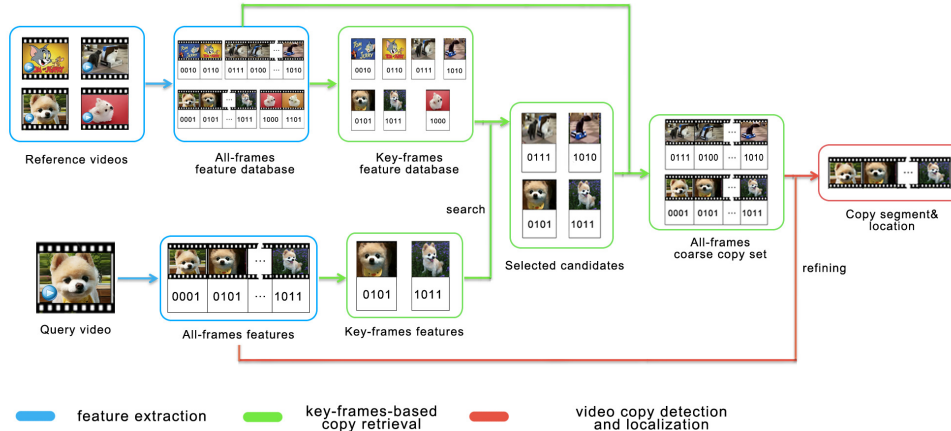 0010 0110 0111 0100 ... 1010
0001 0101 ... 1011 1000 1101
0010 0110 0111 1010
0101 1011 1000
Reference videos
All-frames
feature database
Key-frames
feature database
search
0111 1010
0101 1011
Selected candidates
0111 0100 ... 1010
0001 0101 ... 1011
All-frames
coarse copy set
...
Copy segment&
location
refining
0001 0101 ... 1011
0101 1011
Query video
All-frames features
Key-frames features
feature extraction
key-frames-based
copy retrieval
video copy detection
and localization